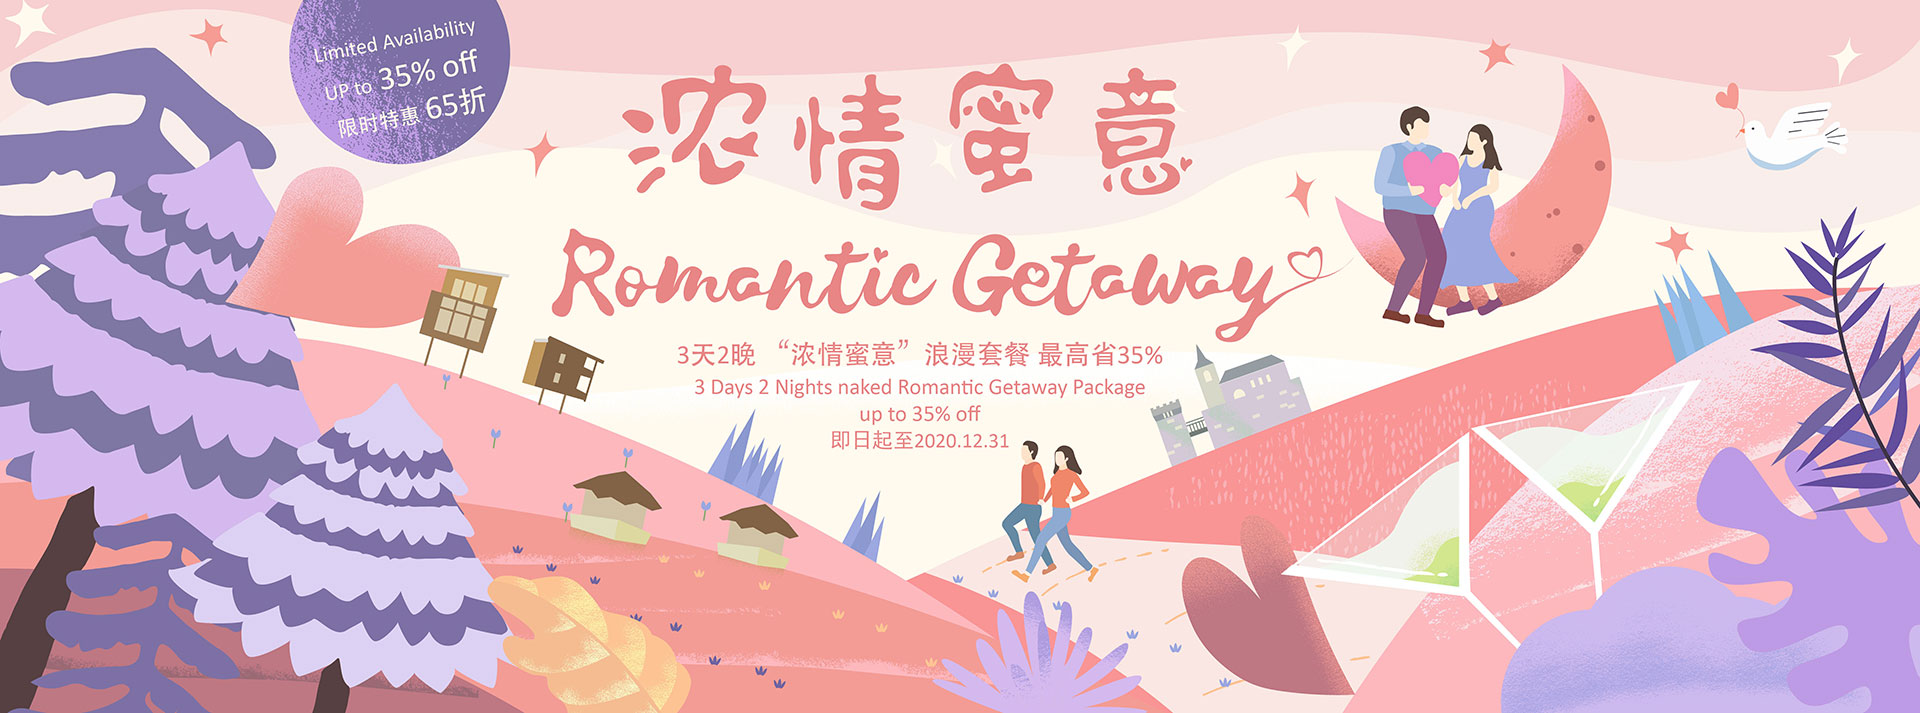 Limited Availability
UP to 35% off
限时特惠 65折
浓情蜜意
Romantic Getaway
3天2晚 “浓情蜜意” 浪漫套餐 最高省35%
3 Days 2 Nights naked Romantic Getaway Package
up to 35% off
即日起至2020.12.31